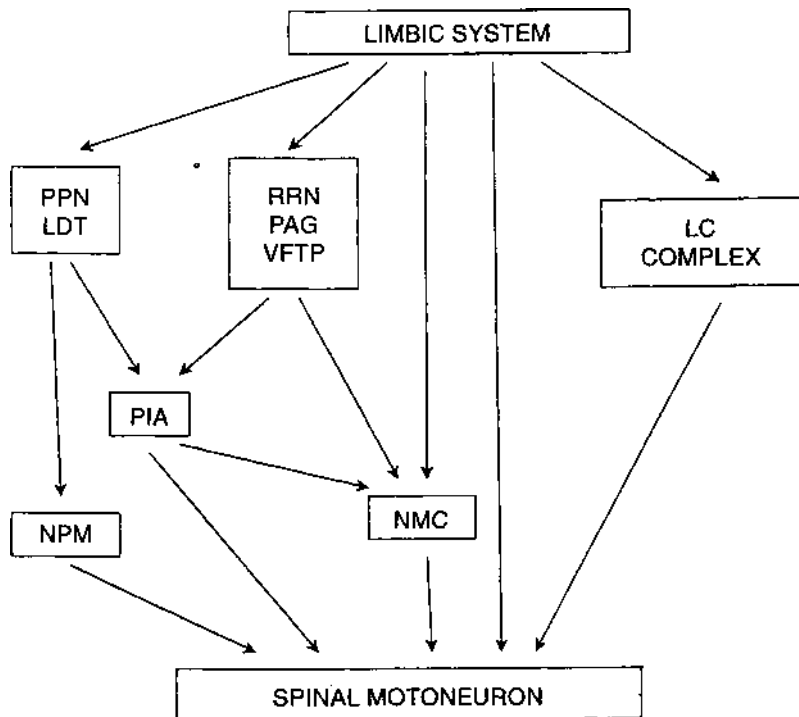 LIMBIC SYSTEM
PPN
LDT
RRN
PAG
VFTP
LC
COMPLEX
PIA
NPM
NMC
SPINAL MOTONEURON